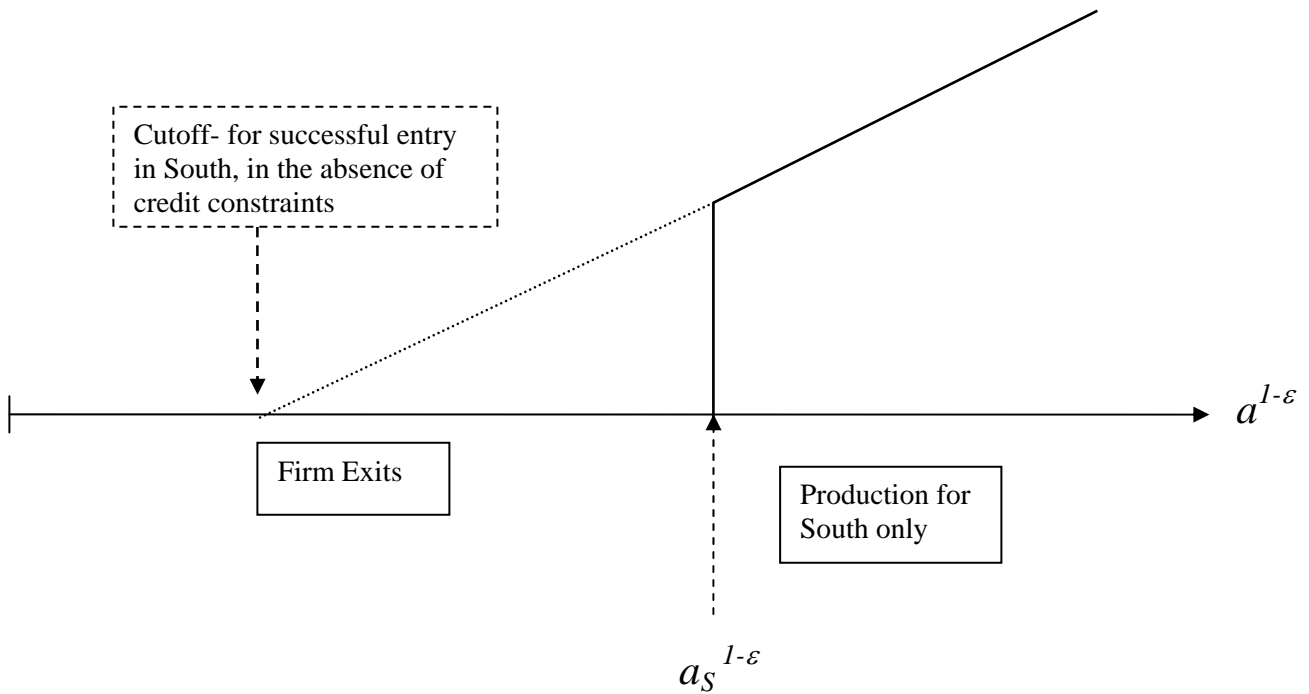 Cutoff- for successful entry
in South, in the absence of
credit constraints
a^{1-ε}
Firm Exits
Production for
South only
a_S^{1-ε}